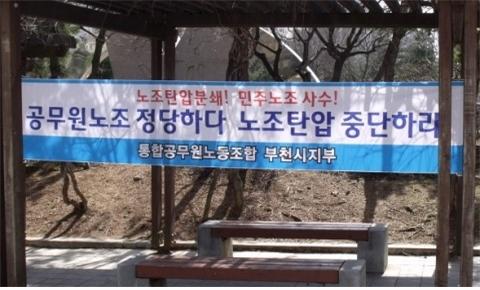 노조탄압분쇄! 민주노조 사수!
공무원노조 정당하다 노조탄압 중단하라
통합공무원노동조합 부천시지부